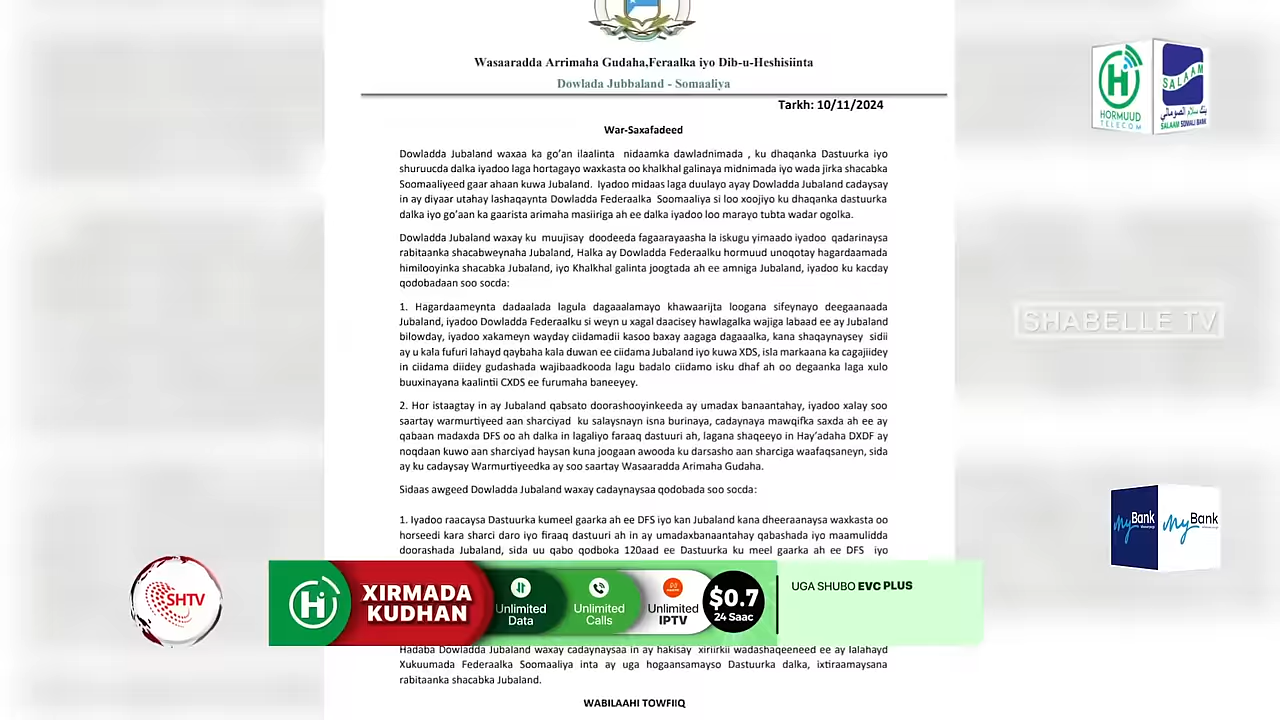 Wasaaradda Arrimaha Gudaha,Feraalka iyo Dib-u-Heshisiinta
Dowlada Jubbaland - Somaaliya
Tarkh: 10/11/2024
War-Saxafadeed
Dowladda Jubaland waxaa ka go'an ilaalinta nidaamka dawladnimada , ku dhaqanka Dastuurka iyo
shuruucda dalka iyadoo laga hortagayo waxkasta oo khalkhal galinaya midnimada iyo wada jirka shacabka
Soomaaliyeed gaar ahaan kuwa Jubaland. Iyadoo midaas laga duulayo ayay Dowladda Jubaland cadaysay
in ay diyaar utahay lashaqaynta Dowladda Federaalka Soomaaliya si loo xoojiyo ku dhaqanka dastuurka
dalka iyo go'aan ka gaarista arimaha masiiriga ah ee dalka iyadoo loo marayo tubta wadar ogolka.
Dowladda Jubaland waxay ku muujisay doodeeda fagaarayaasha la iskugu yimaado iyadoo qadarinaysa
rabitaanka shacabweynaha Jubaland, Halka ay Dowladda Federaalku hormuud unoqotay hagardaamada
himilooyinka shacabka Jubaland, iyo Khalkhal galinta joogtada ah ee amniga Jubaland, iyadoo ku kacday
qodobadaan soo socda:
1. Hagardaameynta dadaalada lagula dagaaalamayo khawaarijta loogana sifeynayo deegaanaada
Jubaland, iyadoo Dowladda Federaalku si weyn u xagal daacisey hawlagalka wajiga labaad ee ay Jubaland
bilowday, iyadoo xakameyn wayday ciidamadii kasoo baxay aagaga dagaaalka, kana shaqaynaysey sidii
ay u kala fufuri lahayd qaybaha kala duwan ee ciidama Jubaland iyo kuwa XDS, isla markaana ka cagajiidey
in ciidama diidey gudashada wajibaadkooda lagu badalo ciidamo isku dhaf ah oo degaanka laga xulo
buuxinayana kaalintii CXDS ee furumaha baneeyey.
2. Hor istaagtay in ay Jubaland qabsato doorashooyinkeeda ay umadax banaantahay, iyadoo xalay soo
saartay warmurtiyeed aan sharciyad ku salaysnayn isna burinaya, cadaynaya mawqifka saxda ah ee ay
qabaan madaxda DFS oo ah dalka in lagaliyo faraaq dastuuri ah, lagana shaqeeyo in Hay'adaha DXDF ay
noqdaan kuwo aan sharciyad haysan kuna joogaan awooda ku darsasho aan sharciga waafaqsaneyn, sida
ay ku cadaysay Warmurtiyeedka ay soo saartay Wasaaradda Arimaha Gudaha.
Sidaas awgeed Dowladda Jubaland waxay cadaynaysaa qodobada soo socda:
1. Iyadoo raacaysa Dastuurka kumeel gaarka ah ee DFS iyo kan Jubaland kana dheeraanaysa waxkasta oo
horseedi kara sharci daro iyo firaaq dastuuri ah in ay umadaxbanaantahay qabashada iyo maamulidda
doorashada Jubaland, sida uu qabo qodboka 120aad ee Dastuurka ku meel gaarka ah ee DFS iyo
Hadaba Dowladda Jubaland waxay cadaynaysaa in ay hakisay xiriirkii wadashaqeeneed ee ay lalahayd
Xukuumada Federaalka Soomaaliya inta ay uga hogaansamayso Dastuurka dalka, ixtiraamaysana
rabitaanka shacabka Jubaland.
WABILAAHI TOWFIIQ
HORMUUD
TELECOM
SALAAM
بنك سلام الصومالي
SALAAM SOMALI BANK
SHABELLE TV
myBank
myBank
SHTV
XIRMADA
KUDHAN
Unlimited
Data
Unlimited
Calls
Unlimited
IPTV
$0.7
24 Saac
UGA SHUBO EVC PLUS